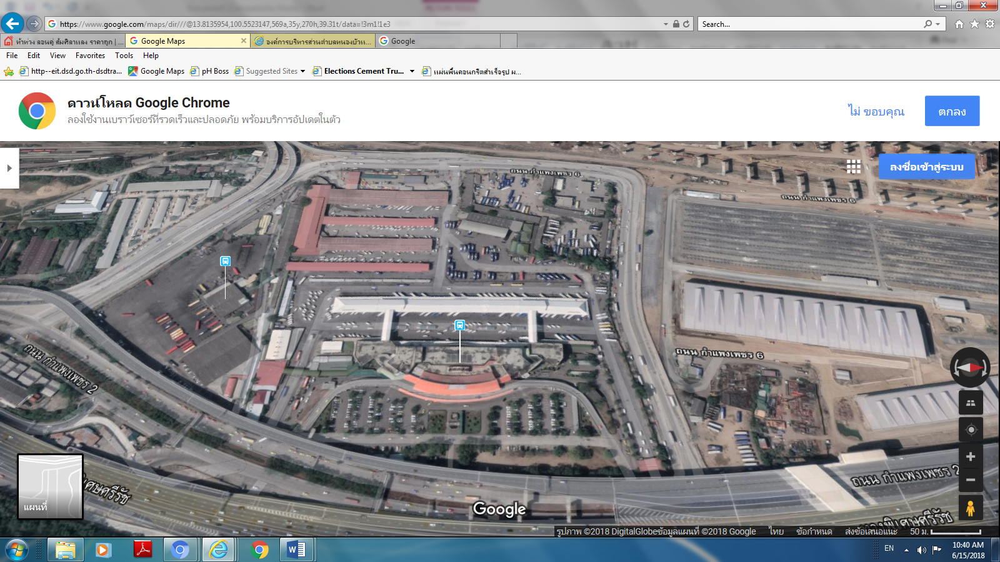 https://www.google.com/maps/dir///@13.8135954,100.5523147,569a,35y,270h,39.31t/data=!3m1!1e3
Search...
ห้าห่วง ลอนคู่ ส้มศิลาแลง ราคาถูก | ...
Google Maps
องค์การบริหารส่วนตำบลหนองบัวแ...
Google
File Edit View Favorites Tools Help
http--eit.dsd.go.th-dsdtra...
Google Maps
pH Boss
Suggested Sites
Elections Cement Tru...
แผ่นพื้นคอนกรีตสำเร็จรูป ผ...
ดาวน์โหลด Google Chrome
ลองใช้งานเบราว์เซอร์ที่รวดเร็วและปลอดภัย พร้อมบริการอัปเดตในตัว
ไม่ ขอบคุณ
ตกลง
ลงชื่อเข้าสู่ระบบ
ถนน กำแพงเพชร 6
ถนน กำแพงเพชร 6
ถนน กำแพงเพชร 6
ถนน กำแพงเพชร 2
ถนน กำแพงเพชร 2
พิเศษศรีรัช
างพิเศษศรีรัช
แผนที่
Google
รูปภาพ ©2018 DigitalGlobeข้อมูลแผนที่ ©2018 Google ไทย ข้อกำหนด ส่งข้อเสนอแนะ 50 ม.
EN
10:40 AM
6/15/2018